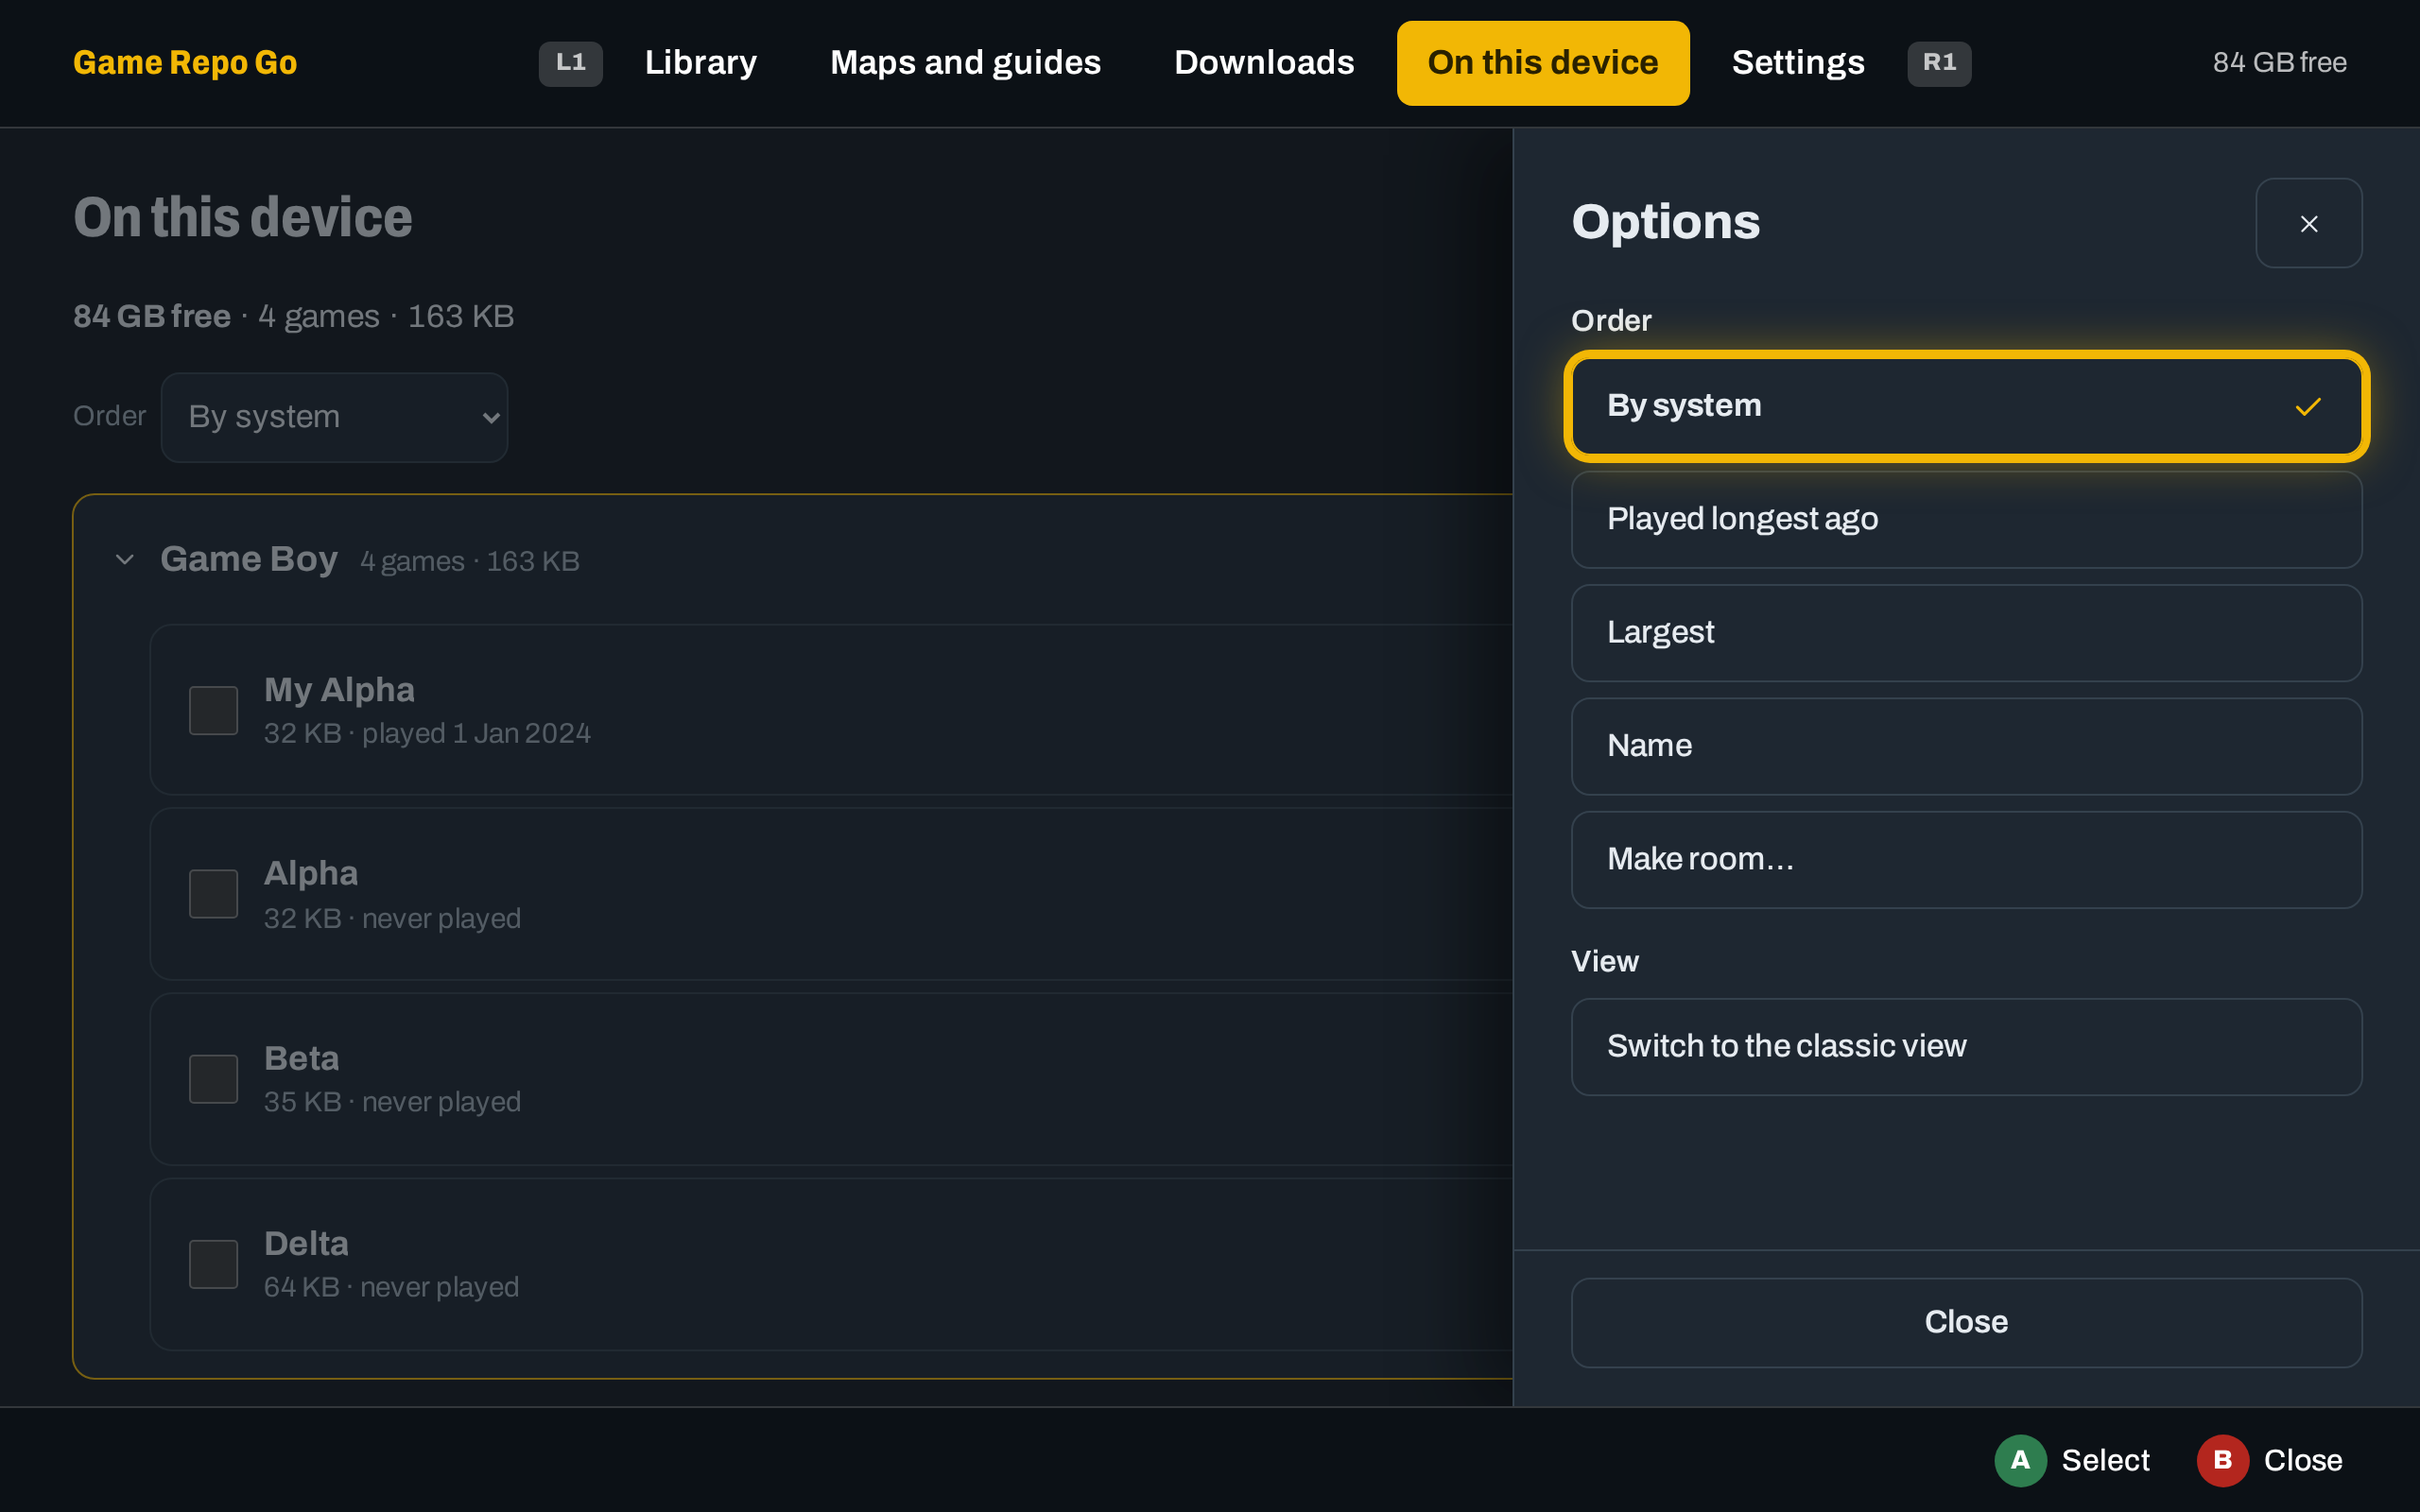 Game Repo Go
L1
Library
Maps and guides
Downloads
On this device
Settings
R1
84 GB free
On this device
84 GB free · 4 games · 163 KB
Order
By system
Game Boy 4 games · 163 KB
My Alpha
32 KB · played 1 Jan 2024
Alpha
32 KB · never played
Beta
35 KB · never played
Delta
64 KB · never played
Options
Order
By system
Played longest ago
Largest
Name
Make room...
View
Switch to the classic view
Close
A Select
B Close